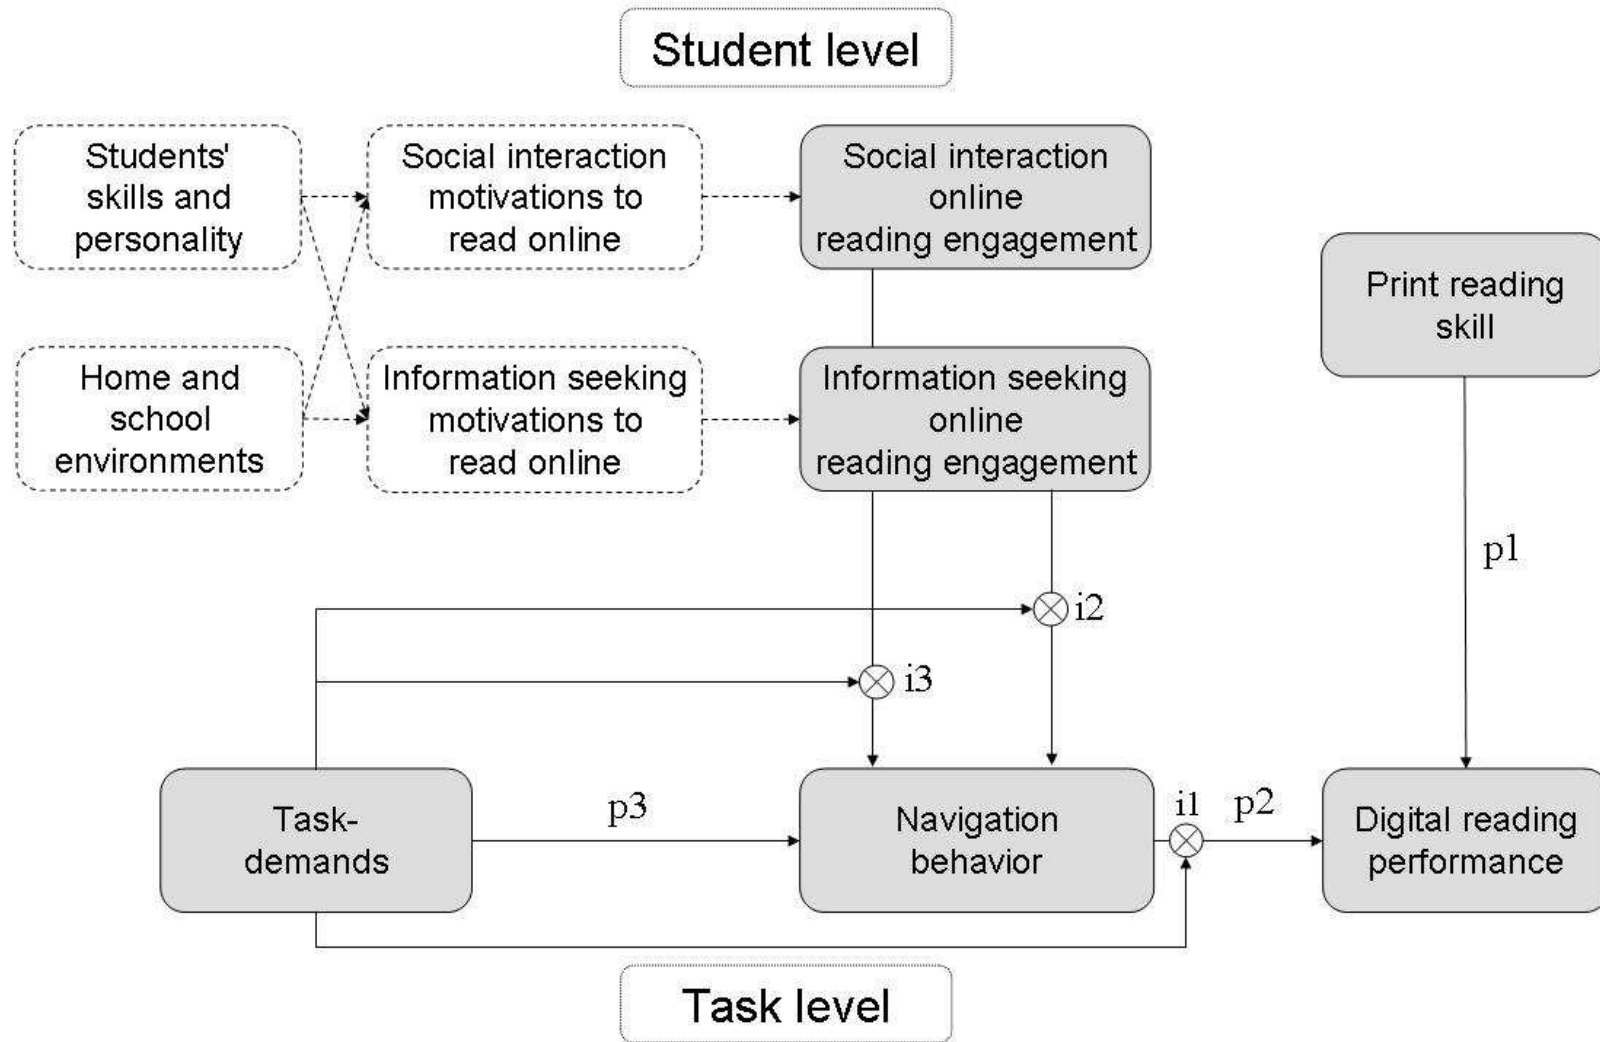 Student level
Students'
skills and
personality
Social interaction
motivations to
read online
Social interaction
online
reading engagement
Print reading
skill
Home and
school
environments
Information seeking
motivations to
read online
Information seeking
online
reading engagement
p1
i2
i3
Task-
demands
p3
Navigation
behavior
i1
p2
Digital reading
performance
Task level